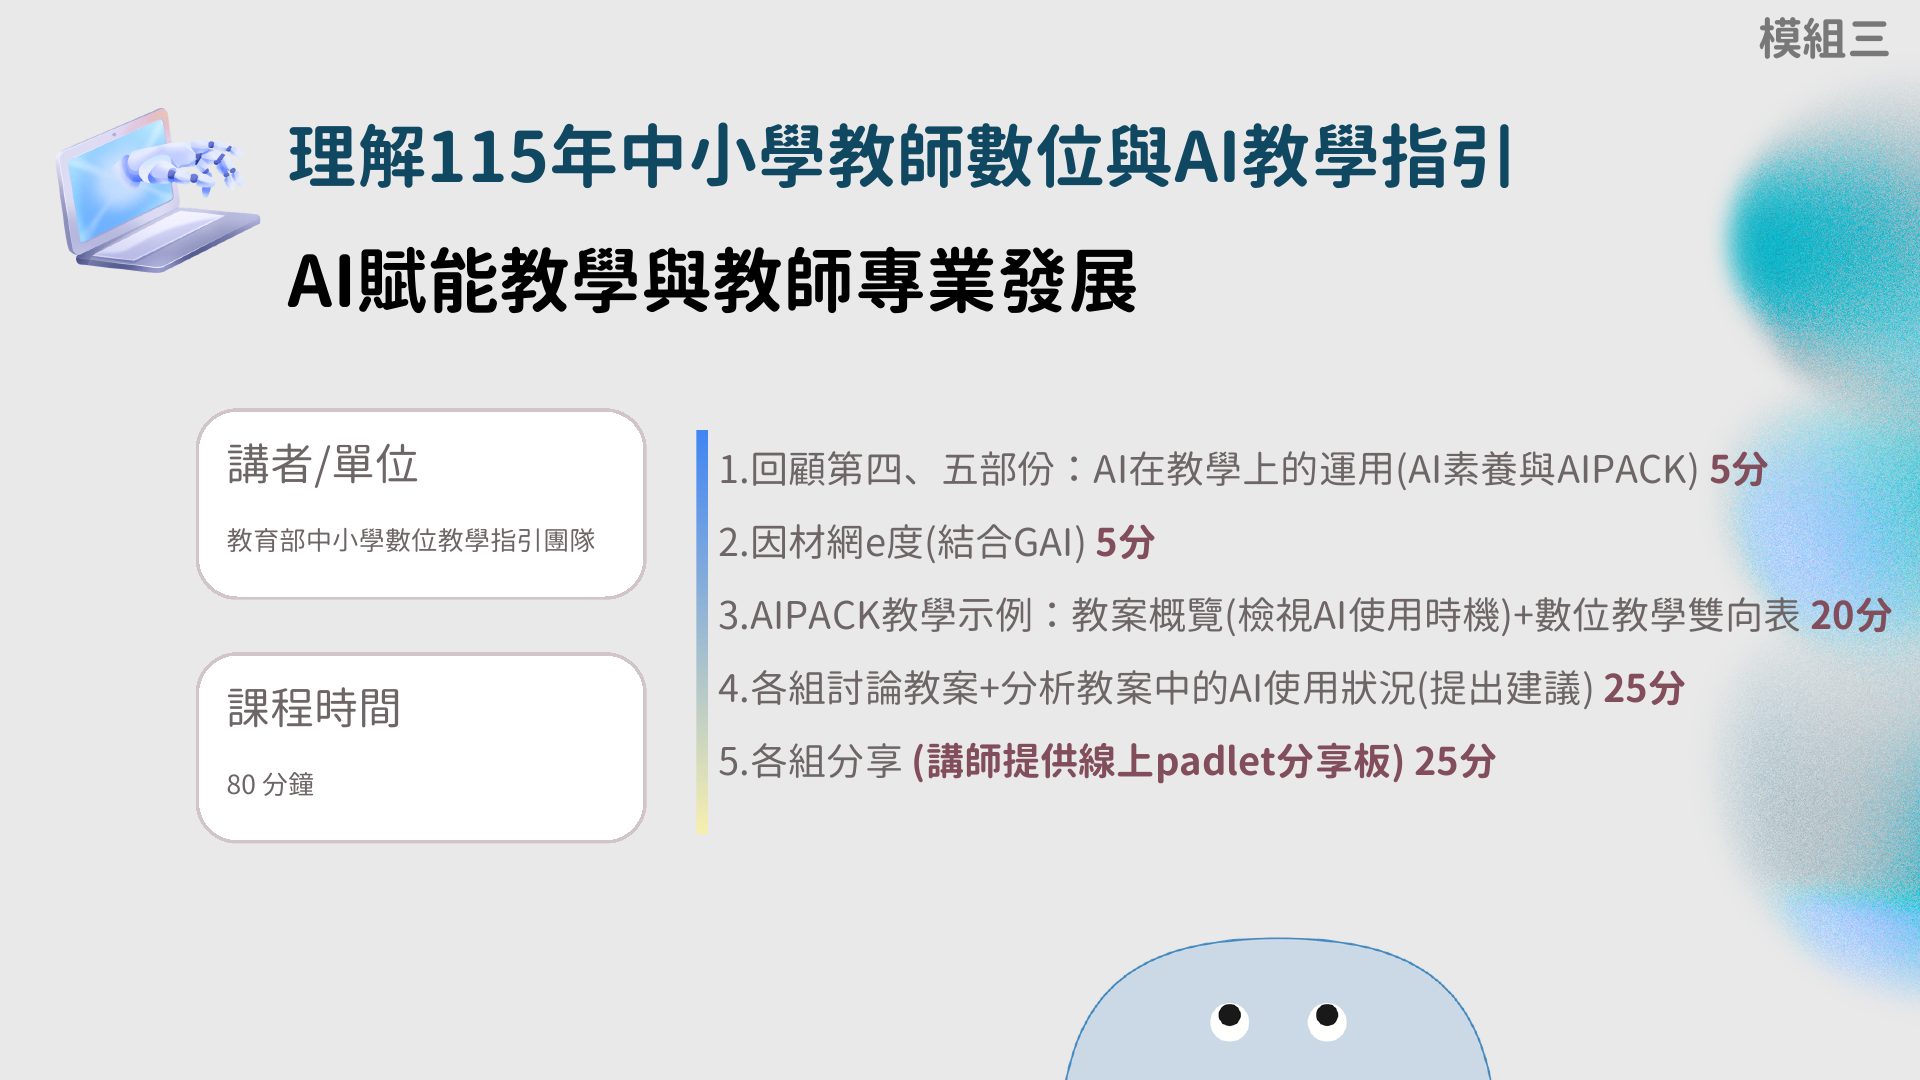 模組三
理解115年中小學教師數位與AI教學指引
AI賦能教學與教師專業發展
講者/單位
教育部中小學數位教學指引團隊
課程時間
80 分鐘
1.回顧第四、五部份：AI在教學上的運用(AI素養與AIPACK) 5分
2.因材網e度(結合GAI) 5分
3.AIPACK教學示例：教案概覽(檢視AI使用時機)+數位教學雙向表 20分
4.各組討論教案+分析教案中的AI使用狀況(提出建議) 25分
5.各組分享 (講師提供線上padlet分享板) 25分